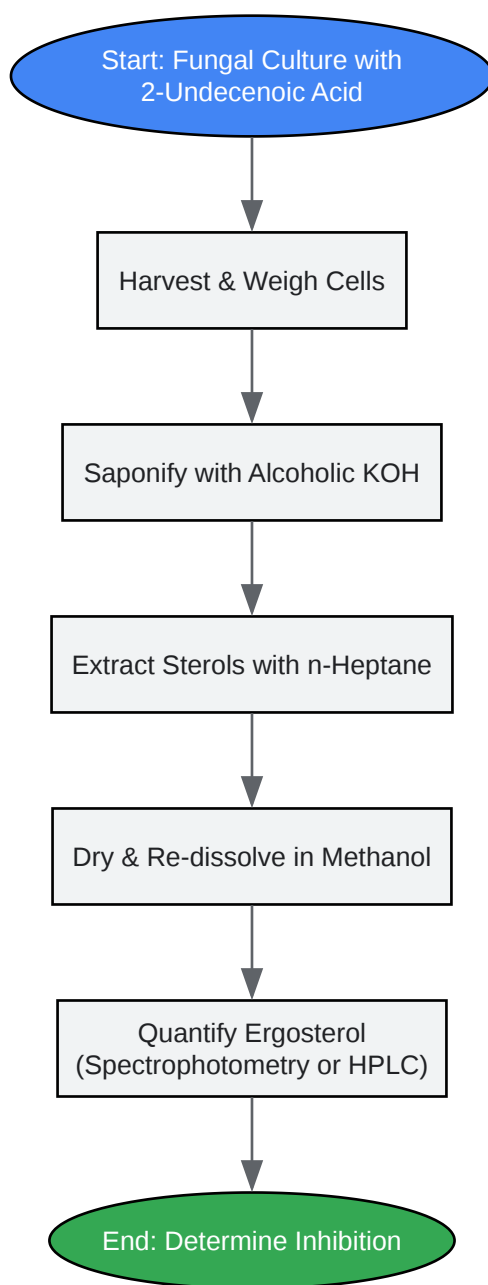 Start: Fungal Culture with
2-Undecenoic Acid
Harvest & Weigh Cells
Saponify with Alcoholic KOH
Extract Sterols with n-Heptane
Dry & Re-dissolve in Methanol
Quantify Ergosterol
(Spectrophotometry or HPLC)
End: Determine Inhibition